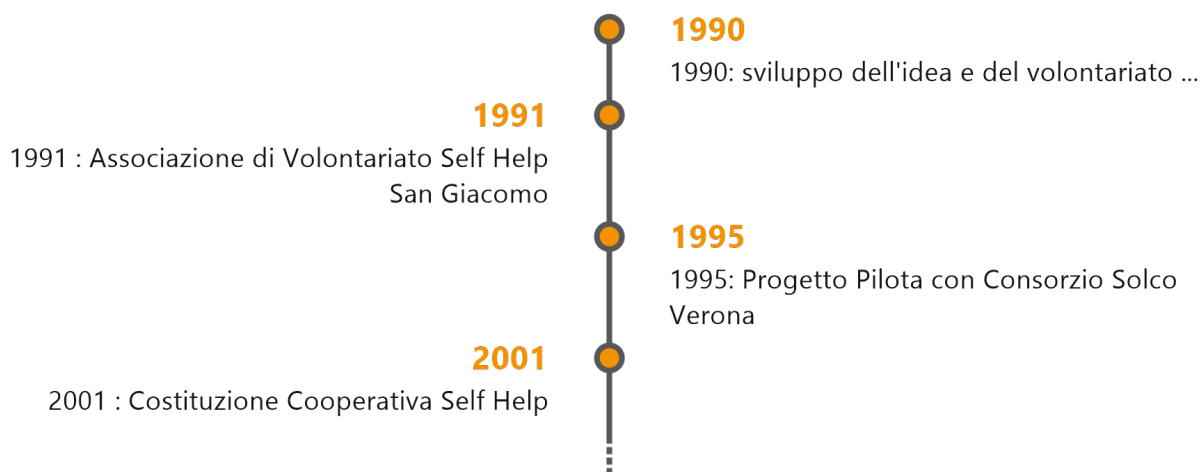 1990
1990: sviluppo dell'idea e del volontariato ...
1991
1991 : Associazione di Volontariato Self Help
San Giacomo
1995
1995: Progetto Pilota con Consorzio Solco
Verona
2001
2001 : Costituzione Cooperativa Self Help